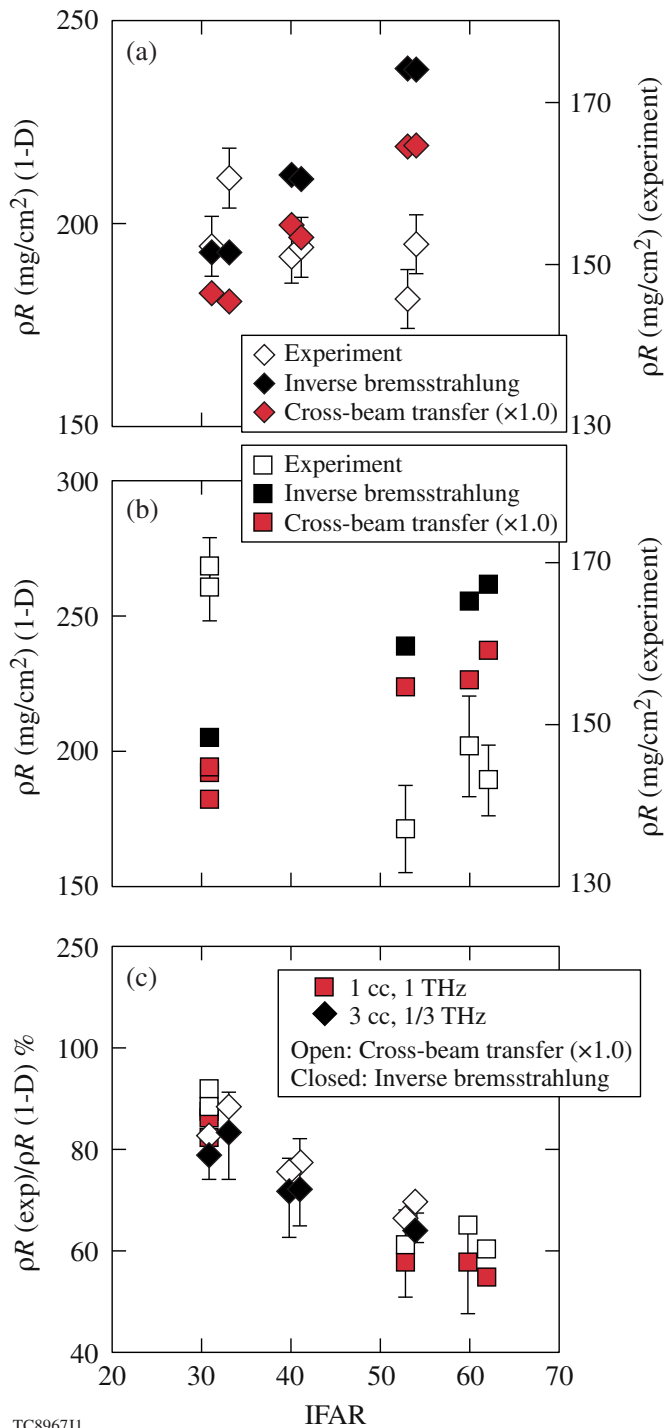 (a)
250
200
150
ρR (mg/cm²) (1-D)
170
150
130
ρR (mg/cm²) (experiment)
Experiment
Inverse bremsstrahlung
Cross-beam transfer (×1.0)
(b)
300
250
200
150
ρR (mg/cm²) (1-D)
170
150
130
ρR (mg/cm²) (experiment)
Experiment
Inverse bremsstrahlung
Cross-beam transfer (×1.0)
(c)
250
100
80
60
40
ρR (exp)/ρR (1-D) %
1 cc, 1 THz
3 cc, 1/3 THz
Open: Cross-beam transfer (×1.0)
Closed: Inverse bremsstrahlung
20 30 40 50 60 70
IFAR
TC8967J1